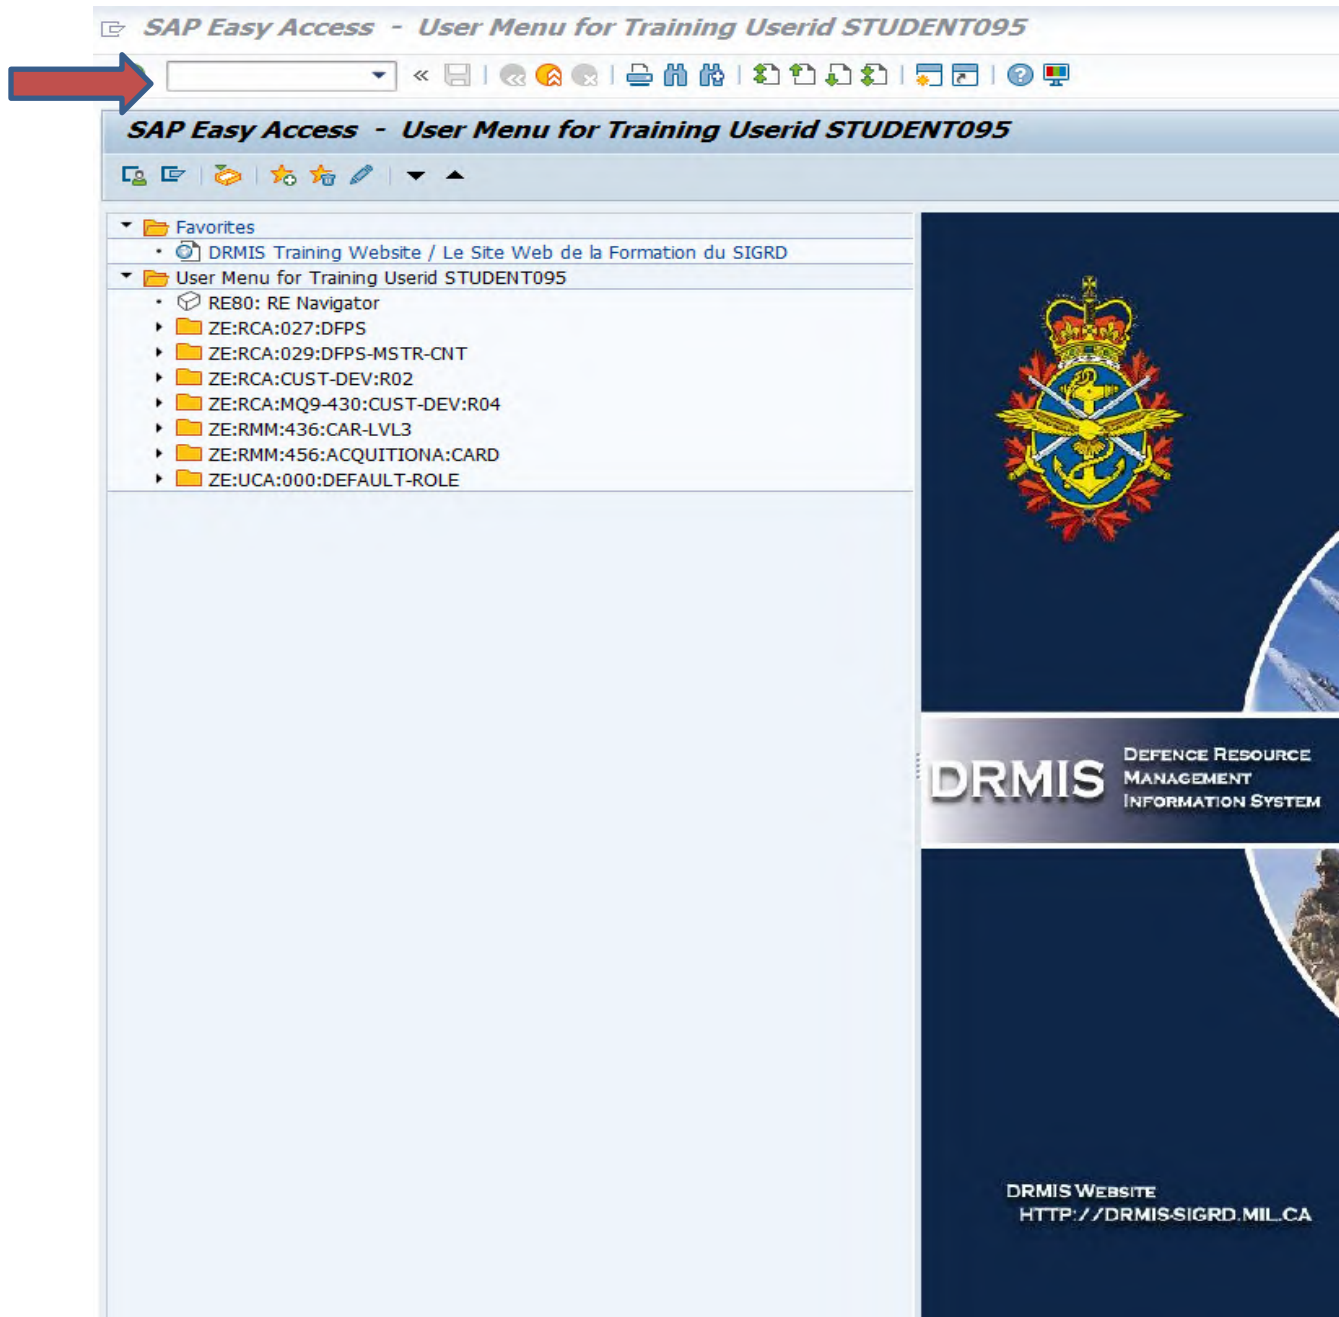 SAP Easy Access - User Menu for Training Userid STUDENT095
SAP Easy Access - User Menu for Training Userid STUDENT095
Favorites
DRMIS Training Website / Le Site Web de la Formation du SIGRD
User Menu for Training Userid STUDENT095
RE80: RE Navigator
ZE:RCA:027:DFPS
ZE:RCA:029:DFPS-MSTR-CNT
ZE:RCA:CUST-DEV:R02
ZE:RCA:MQ9-430:CUST-DEV:R04
ZE:RMM:436:CAR-LVL3
ZE:RMM:456:ACQUITIONA:CARD
ZE:UCA:000:DEFAULT-ROLE
DRMIS
DEFENCE RESOURCE
MANAGEMENT
INFORMATION SYSTEM
DRMIS WEBSITE
HTTP://DRMIS-SIGRD.MIL.CA